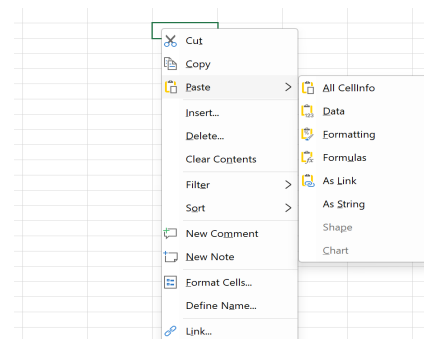 Cut
Copy
Paste
Insert...
Delete...
Clear Contents
Filter
Sort
New Comment
New Note
Format Cells...
Define Name...
Link...
All CellInfo
Data
Formatting
Formulas
As Link
As String
Shape
Chart